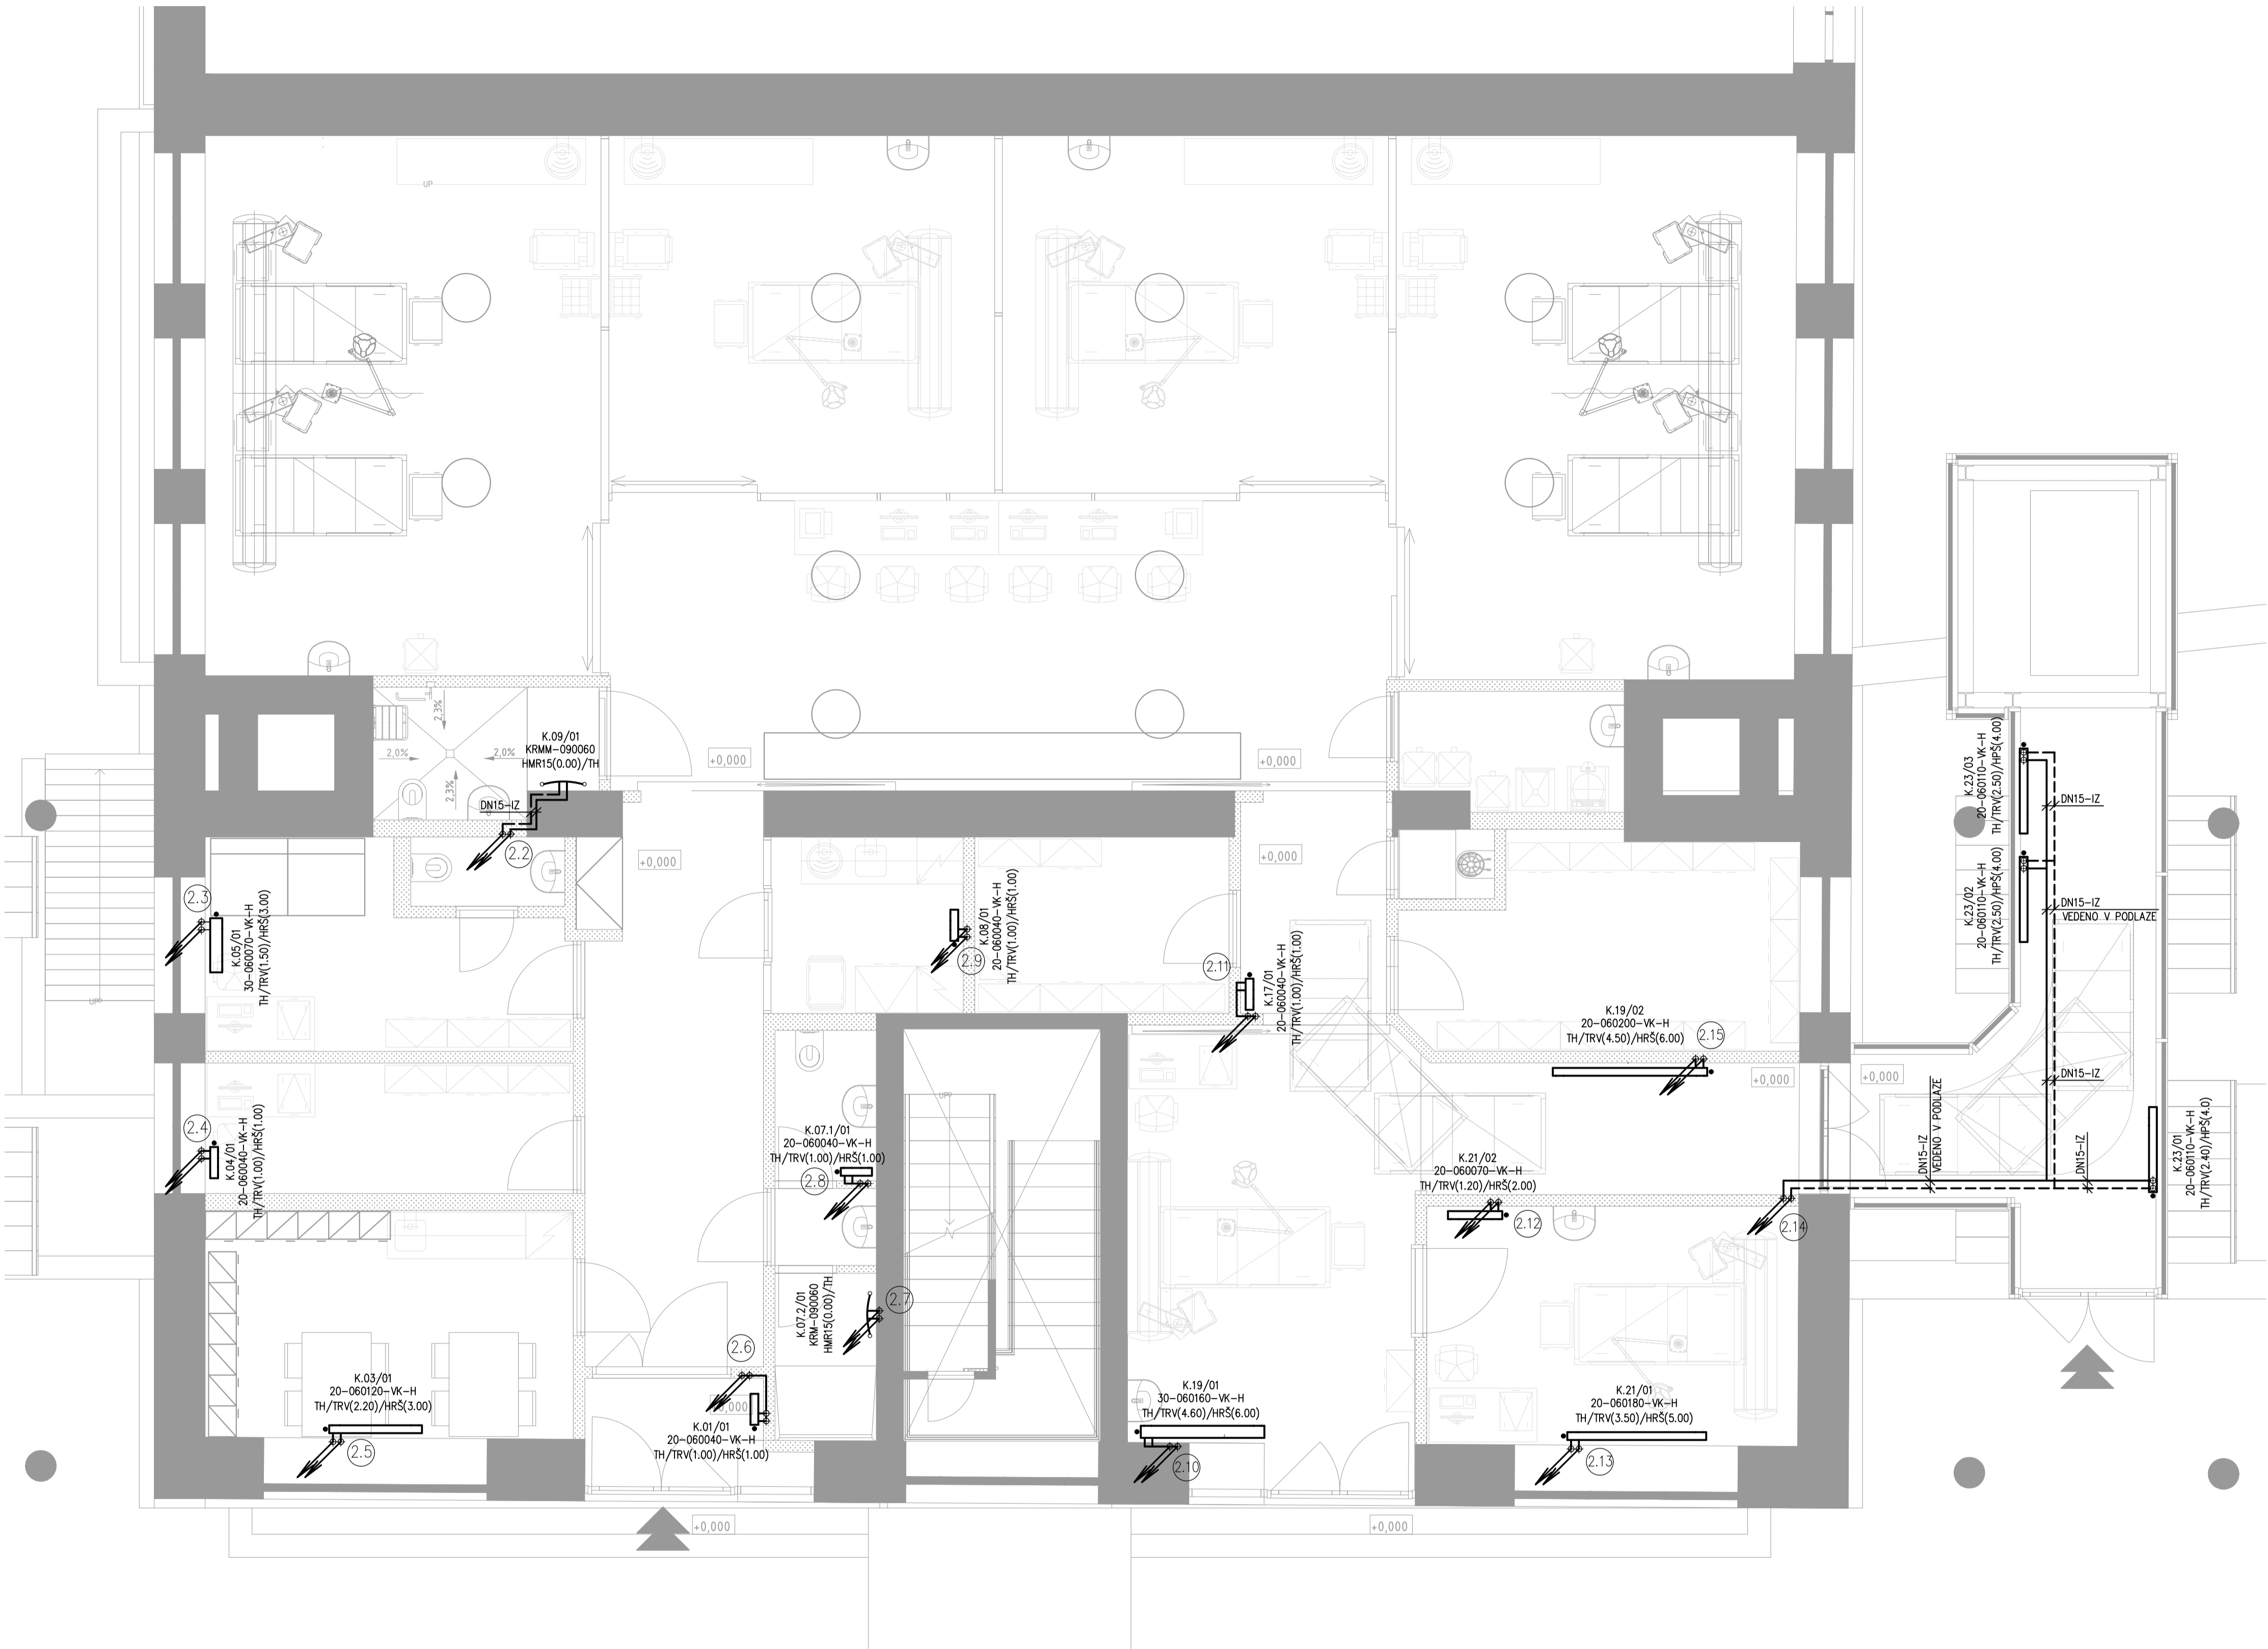 UP
2,3%
2,0%
2,0%
2,3%
K.09/01
KRMM-090060
HMR15(0.00)/TH
DN15-IZ
2.2
+0,000
+0,000
+0,000
+0,000
K.23/03
20-060110-VK-H
TH/TRV(2.50)/HPŠ(4.00)
DN15-IZ
K.23/02
20-060110-VK-H
TH/TRV(2.50)/HPŠ(4.00)
DN15-IZ
VEDENO V PODLAZE
2.3
K.05/01
30-060070-VK-H
TH/TRV(1.50)/HRŠ(3.00)
UP
2.9
K.08/01
20-060040-VK-H
TH/TRV(1.00)/HRŠ(1.00)
2.11
K.17/01
20-060040-VK-H
TH/TRV(1.00)/HRŠ(1.00)
K.19/02
20-060200-VK-H
TH/TRV(4.50)/HRŠ(6.00)
2.15
+0,000
+0,000
DN15-IZ
2.4
K.04/01
20-060040-VK-H
TH/TRV(1.00)/HRŠ(1.00)
UP
K.07.1/01
20-060040-VK-H
TH/TRV(1.00)/HRŠ(1.00)
2.8
K.21/02
20-060070-VK-H
TH/TRV(1.20)/HRŠ(2.00)
2.12
2.14
DN15-IZ
VEDENO V PODLAZE
DN15-IZ
K.23/01
20-060110-VK-H
TH/TRV(2.40)/HPŠ(4.0)
K.07.2/01
KRM-090060
HMR15(0.00)/TH
2.7
2.6
K.03/01
20-060120-VK-H
TH/TRV(2.20)/HRŠ(3.00)
2.5
+0,000
K.01/01
20-060040-VK-H
TH/TRV(1.00)/HRŠ(1.00)
K.19/01
30-060160-VK-H
TH/TRV(4.60)/HRŠ(6.00)
2.10
K.21/01
20-060180-VK-H
TH/TRV(3.50)/HRŠ(5.00)
2.13
+0,000
+0,000